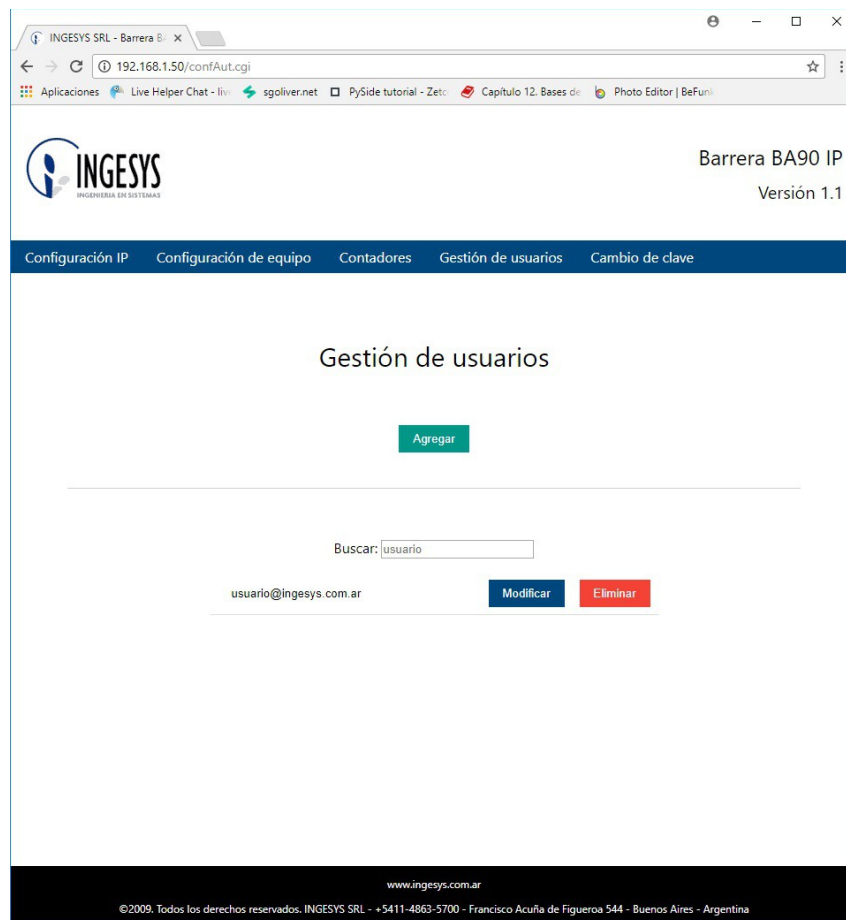 INGESYS SRL - Barrera B
192.168.1.50/confAut.cgi
Aplicaciones Live Helper Chat - liv sgoliver.net PySide tutorial - Zetc Capítulo 12. Bases de Photo Editor | BeFun
INGESYS
INGENIERIA EN SISTEMAS
Barrera BA90 IP
Versión 1.1
Configuración IP Configuración de equipo Contadores Gestión de usuarios Cambio de clave
Gestión de usuarios
Agregar
Buscar: usuario
usuario@ingesys.com.ar Modificar Eliminar
www.ingesys.com.ar
©2009. Todos los derechos reservados. INGESYS SRL - +5411-4863-5700 - Francisco Acuña de Figueroa 544 - Buenos Aires - Argentina